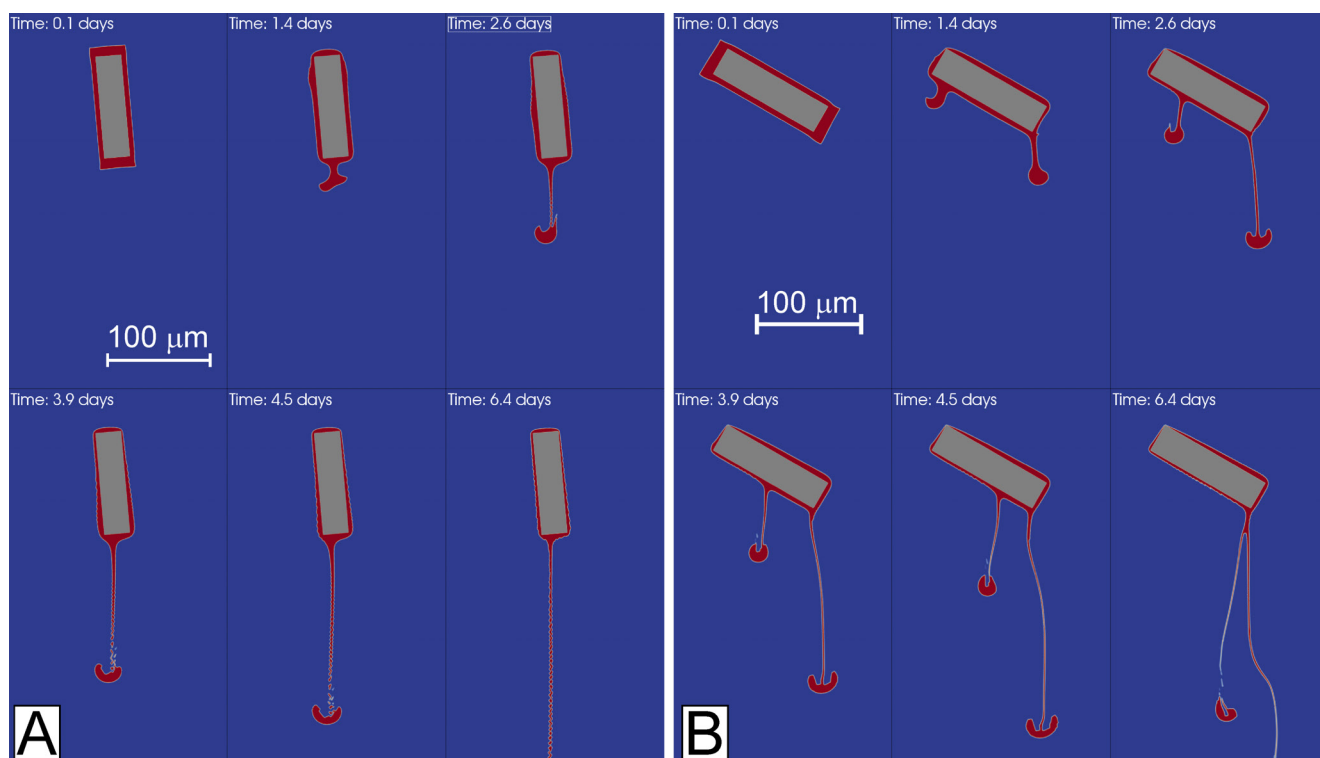 Time: 0.1 days
Time: 1.4 days
Time: 2.6 days
100 μm
Time: 3.9 days
Time: 4.5 days
Time: 6.4 days
A
Time: 0.1 days
Time: 1.4 days
Time: 2.6 days
100 μm
Time: 3.9 days
Time: 4.5 days
Time: 6.4 days
B